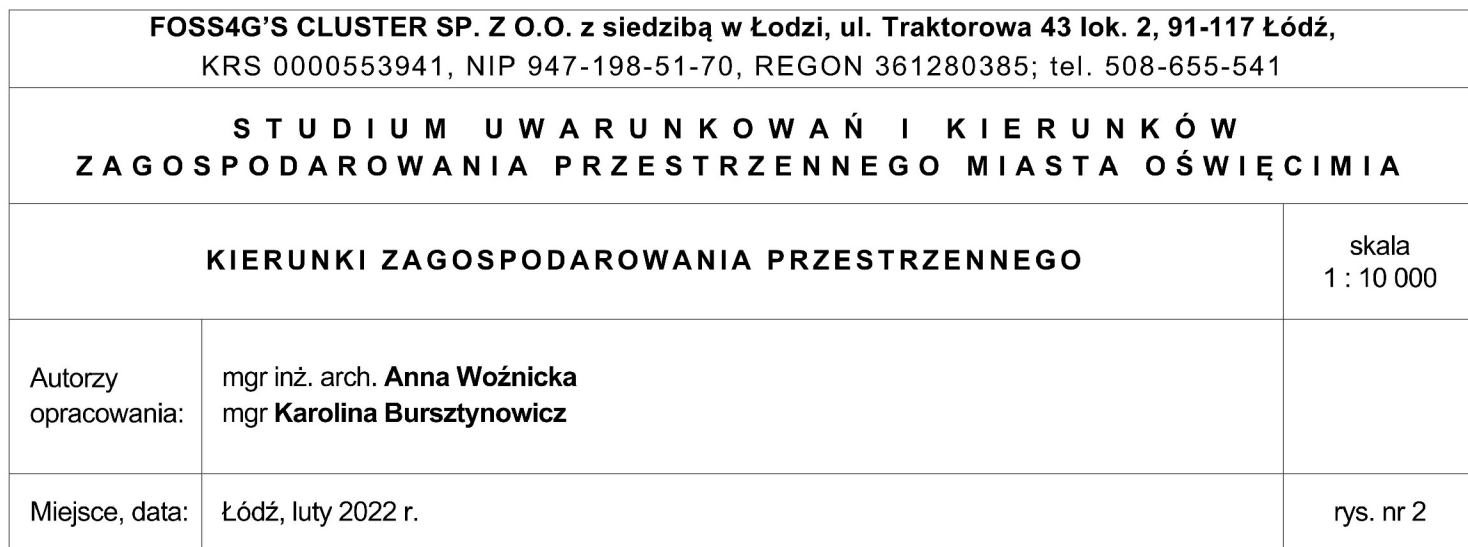 FOSS4G'S CLUSTER SP. Z O.O. z siedzibą w Łodzi, ul. Traktorowa 43 lok. 2, 91-117 Łódź,
KRS 0000553941, NIP 947-198-51-70, REGON 361280385; tel. 508-655-541
STUDIUM UWARUNKOWAŃ I KIERUNKÓW
ZAGOSPODAROWANIA PRZESTRZENNEGO MIASTA OŚWIĘCIMIA
KIERUNKI ZAGOSPODAROWANIA PRZESTRZENNEGO
skala
1 : 10 000
Autorzy
opracowania:
mgr inż. arch. Anna Woźnicka
mgr Karolina Bursztynowicz
Miejsce, data:
Łódź, luty 2022 r.
rys. nr 2